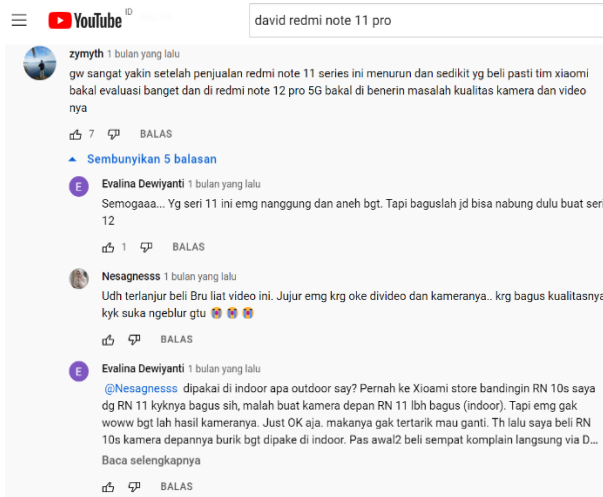 YouTube ID
david redmi note 11 pro
zymyth 1 bulan yang lalu
gw sangat yakin setelah penjualan redmi note 11 series ini menurun dan sedikit yg beli pasti tim xiaomi
bakal evaluasi banget dan di redmi note 12 pro 5G bakal di benerin masalah kualitas kamera dan video
nya
7 BALAS
Sembunyikan 5 balasan
E
Evalina Dewiyanti 1 bulan yang lalu
Semogaaa... Yg seri 11 ini emg nanggung dan aneh bgt. Tapi baguslah jd bisa nabung dulu buat seri
12
1 BALAS
Nesagnesss 1 bulan yang lalu
Udh terlanjur beli Bru liat video ini. Jujur emg krg oke divideo dan kameranya.. krg bagus kualitasnya
kyk suka ngeblur gtu 😭 😭 😭
BALAS
E
Evalina Dewiyanti 1 bulan yang lalu
@Nesagnesss dipakai di indoor apa outdoor say? Pernah ke Xioami store bandingin RN 10s saya
dg RN 11 kyknya bagus sih, malah buat kamera depan RN 11 lbh bagus (indoor). Tapi emg gak
woww bgt lah hasil kameranya. Just OK aja. makanya gak tertarik mau ganti. Th lalu saya beli RN
10s kamera depannya burik bgt dipake di indoor. Pas awal2 beli sempat komplain langsung via D...
Baca selengkapnya
BALAS